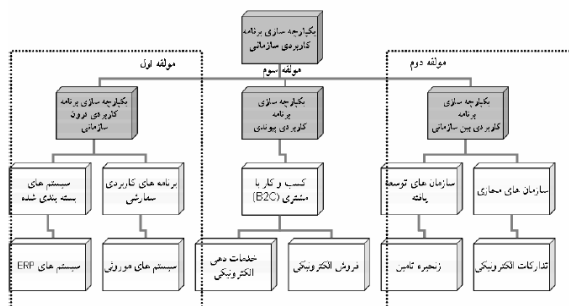 یکپارچه سازی برنامه
کاربردی سازمانی
مولفه دوم
مولفه سوم
مولفه اول
یکپارچه سازی
برنامه
کاربردی بین سازمانی
یکپارچه سازی
برنامه
کاربردی پیوندی
یکپارچه سازی برنامه
کاربردی درون
سازمانی
سازمان های مجازی
سازمان های توسعه
یافته
کسب و کار با
مشتری (B2C)
برنامه های کاربردی
سفارشی
سیستم های
بسته بندی شده
تدارکات الکترونیکی
زنجیره تامین
فروش الکترونیکی
خدمات دهی
الکترونیکی
سیستم های موروثی
سیستم های ERP